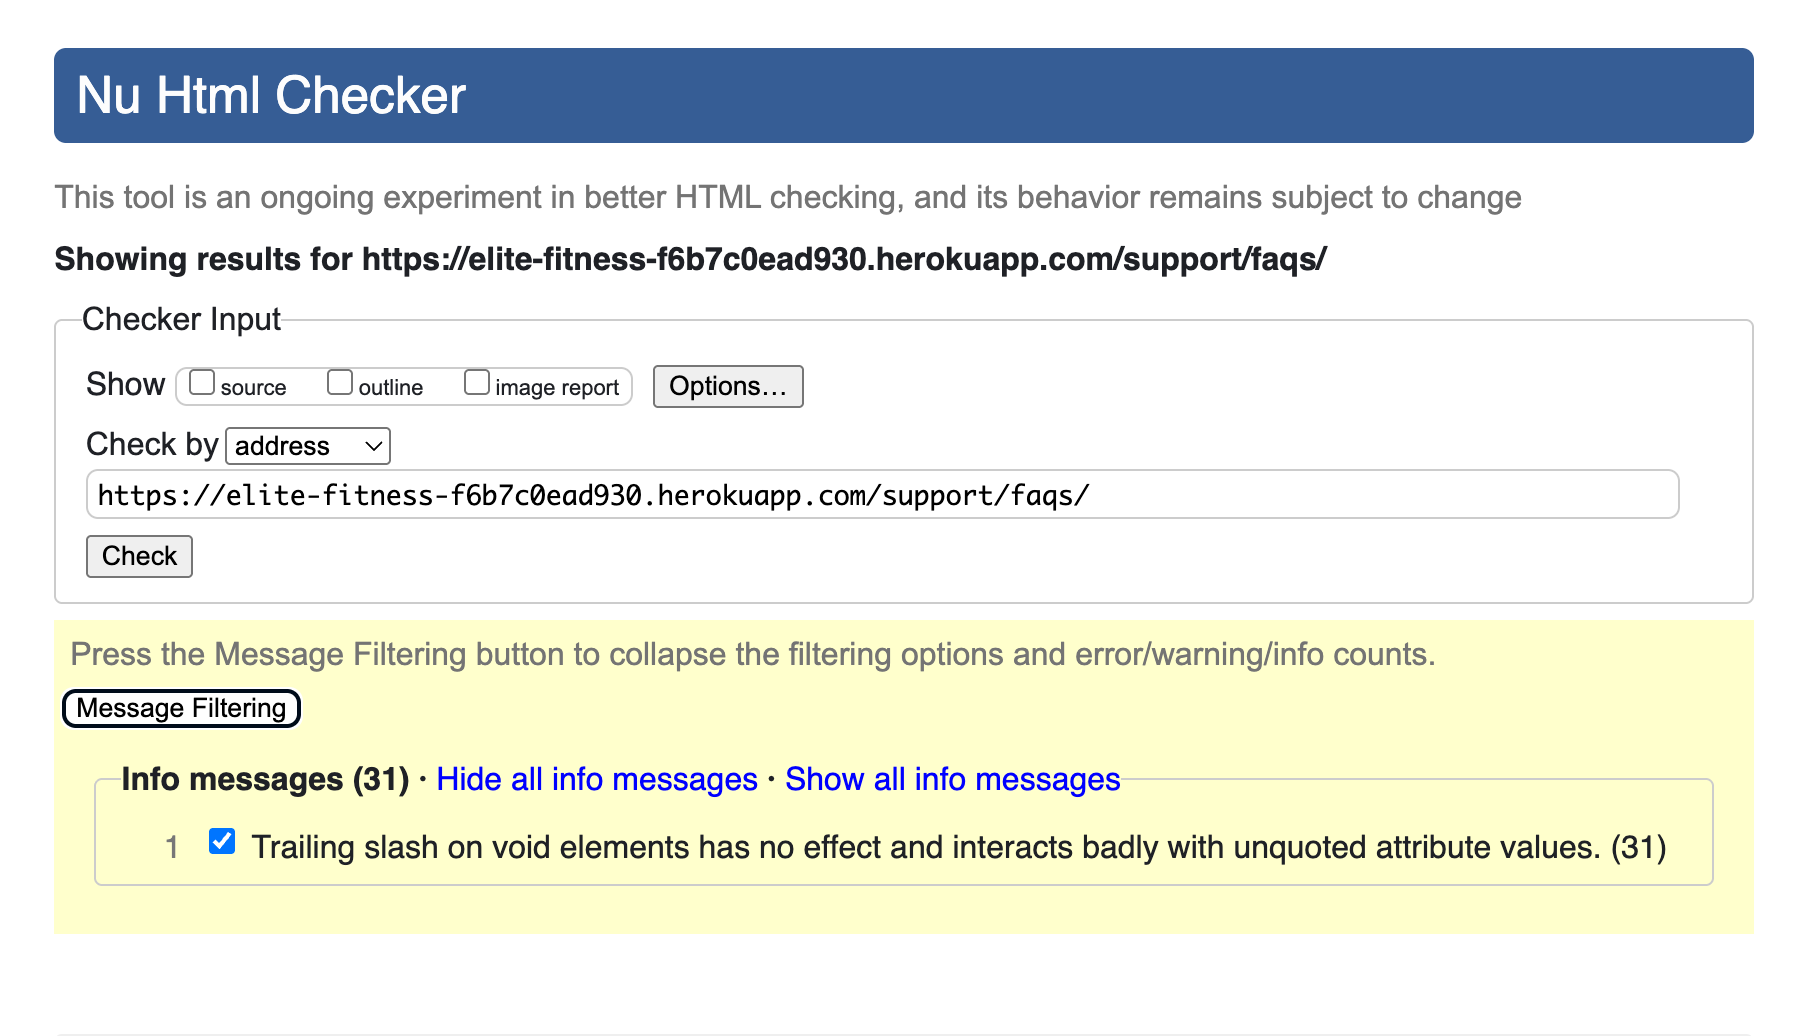 Nu Html Checker
This tool is an ongoing experiment in better HTML checking, and its behavior remains subject to change
Showing results for https://elite-fitness-f6b7c0ead930.herokuapp.com/support/faqs/
Checker Input
Show source outline image report Options...
Check by address
https://elite-fitness-f6b7c0ead930.herokuapp.com/support/faqs/
Check
Press the Message Filtering button to collapse the filtering options and error/warning/info counts.
Message Filtering
Info messages (31) · Hide all info messages · Show all info messages
1 Trailing slash on void elements has no effect and interacts badly with unquoted attribute values. (31)